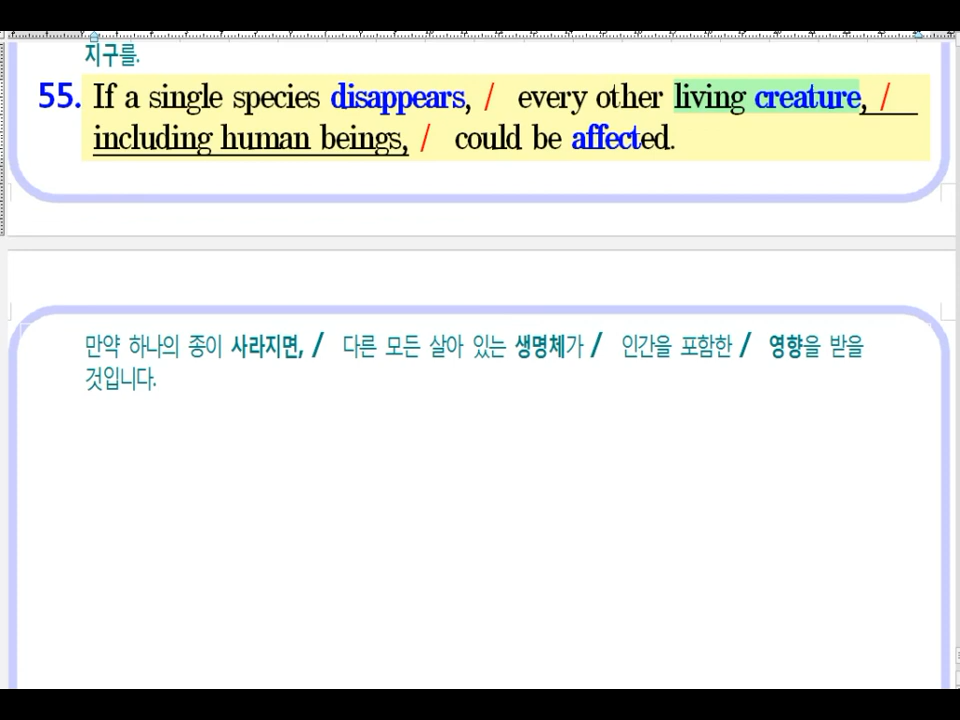 지구를.
55. If a single species disappears, / every other living creature, /
including human beings, / could be affected.
만약 하나의 종이 사라지면, / 다른 모든 살아 있는 생명체가 / 인간을 포함한 / 영향을 받을
것입니다.